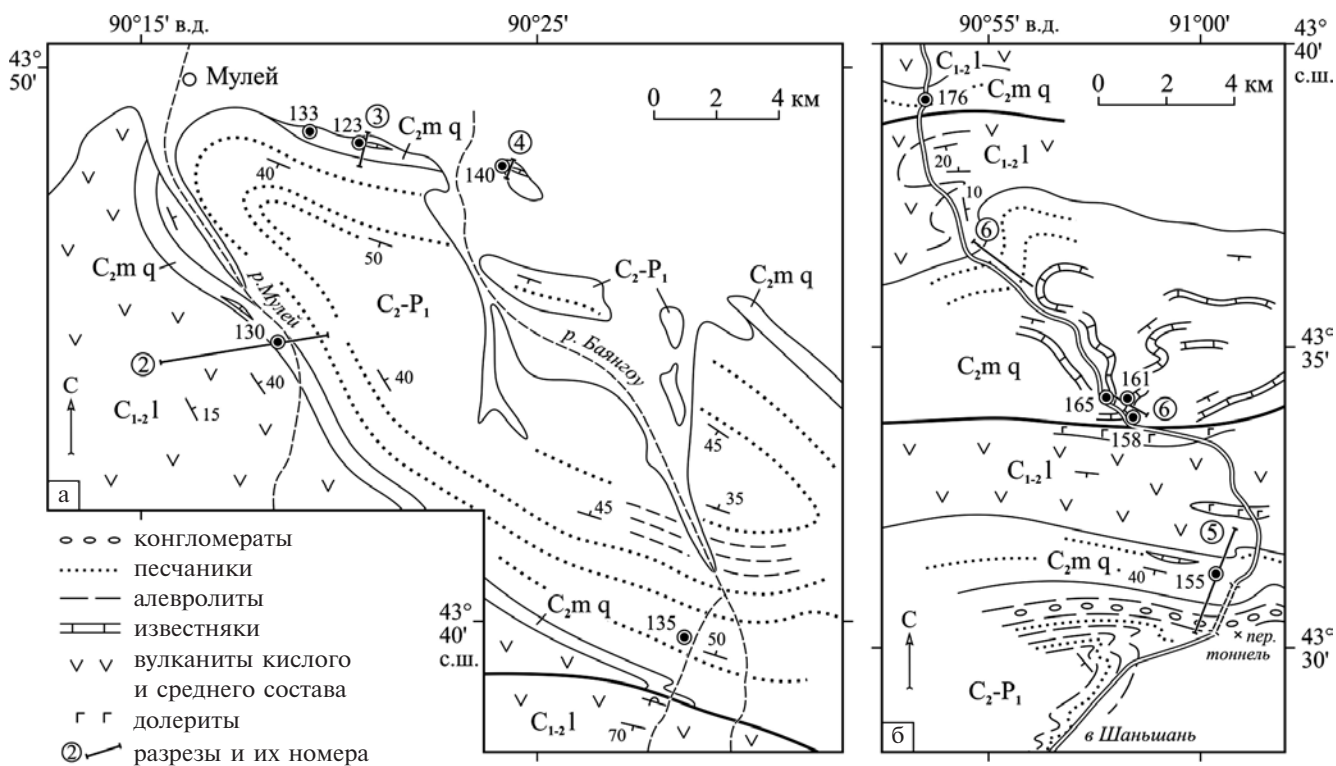 90°15' в.д.
90°25'
90°55' в.д.
91°00'
43°
50'
43°
40'
с.ш.
Мулей
0 2 4 км
133
123
③
C₂m q
④
140
40
50
C₂m q
C₂-P₁
C₂-P₁
C₂m q
р. Мулей
130
②
40
40
15
C₁₋₂l
С
р. Баянгоу
45
35
45
а
C₂m q
43°
40'
с.ш.
135
50
C₁₋₂l
70
конгломераты
песчаники
алевролиты
известняки
вулканиты кислого
и среднего состава
долериты
② разрезы и их номера
C₁₋₂l
176
C₂m q
0 2 4 км
C₁₋₂l
20
10
⑥
43°
35'
C₂m q
161
165
⑥
158
C₁₋₂l
⑤
C₂m q
40
155
С
пер.
тоннель
43°
30'
C₂-P₁
в Шаньшань
б